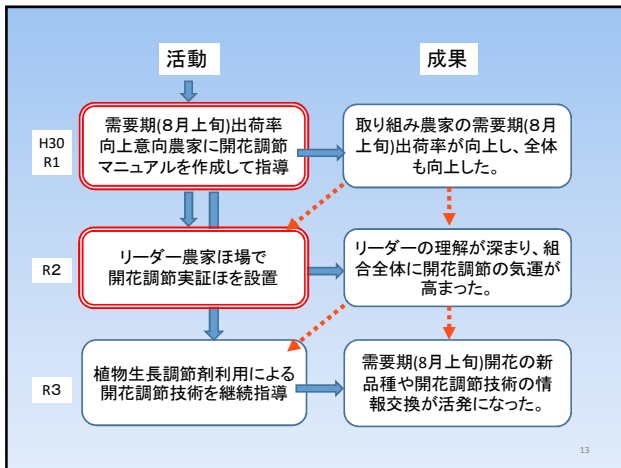 活動
成果
H30
R1
需要期(8月上旬)出荷率
向上意向農家に開花調節
マニュアルを作成して指導
取り組み農家の需要期(8月
上旬)出荷率が向上し、全体
も向上した。
R2
リーダー農家ほ場で
開花調節実証ほを設置
リーダーの理解が深まり、組
合全体に開花調節の気運が
高まった。
R3
植物生長調節剤利用による
開花調節技術を継続指導
需要期(8月上旬)開花の新
品種や開花調節技術の情
報交換が活発になった。
13